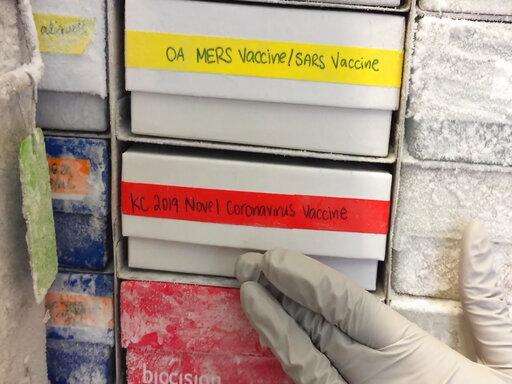 OA MERS Vaccine/SARS Vaccine
KC 2019 Novel Coronavirus Vaccine
biocision